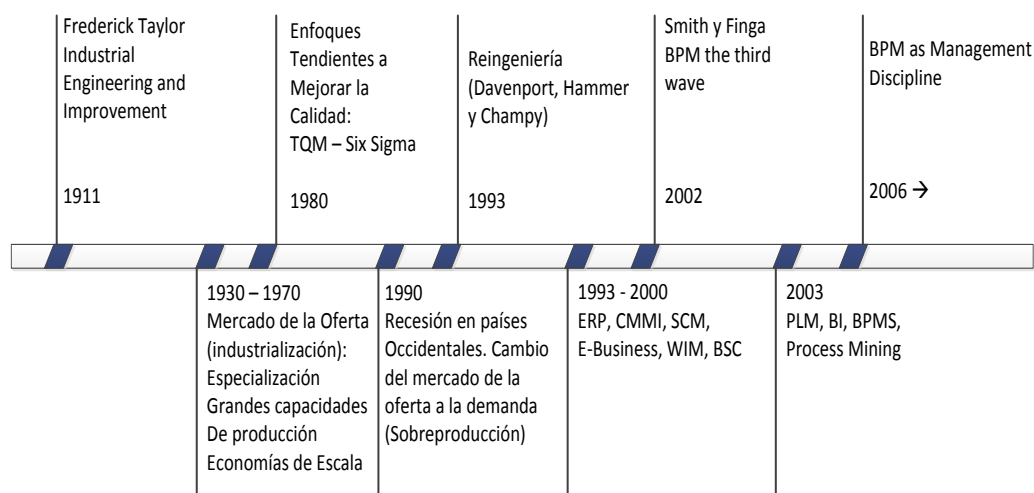 Frederick Taylor
Industrial
Engineering and
Improvement
1911
Enfoques
Tendientes a
Mejorar la
Calidad:
TQM – Six Sigma
1980
Reingeniería
(Davenport, Hammer
y Champy)
1993
Smith y Finga
BPM the third
wave
2002
BPM as Management
Discipline
2006 →
1930 – 1970
Mercado de la Oferta
(industrialización):
Especialización
Grandes capacidades
De producción
Economías de Escala
1990
Recesión en países
Occidentales. Cambio
del mercado de la
oferta a la demanda
(Sobreproducción)
1993 - 2000
ERP, CMMI, SCM,
E-Business, WIM, BSC
2003
PLM, BI, BPMS,
Process Mining